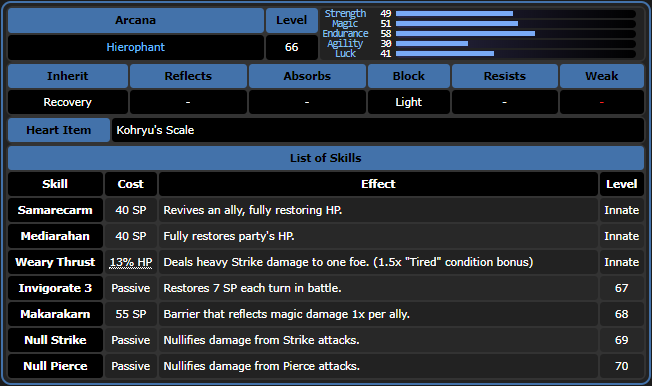 Arcana Level
Hierophant 66
Strength 49
Magic 51
Endurance 58
Agility 30
Luck 41
Inherit Reflects Absorbs Block Resists Weak
Recovery - - Light - -
Heart Item Kohryu's Scale
List of Skills
Skill Cost Effect Level
Samarecarm 40 SP Revives an ally, fully restoring HP. Innate
Mediarahan 40 SP Fully restores party's HP. Innate
Weary Thrust 13% HP Deals heavy Strike damage to one foe. (1.5x "Tired" condition bonus) Innate
Invigorate 3 Passive Restores 7 SP each turn in battle. 67
Makarakarn 55 SP Barrier that reflects magic damage 1x per ally. 68
Null Strike Passive Nullifies damage from Strike attacks. 69
Null Pierce Passive Nullifies damage from Pierce attacks. 70